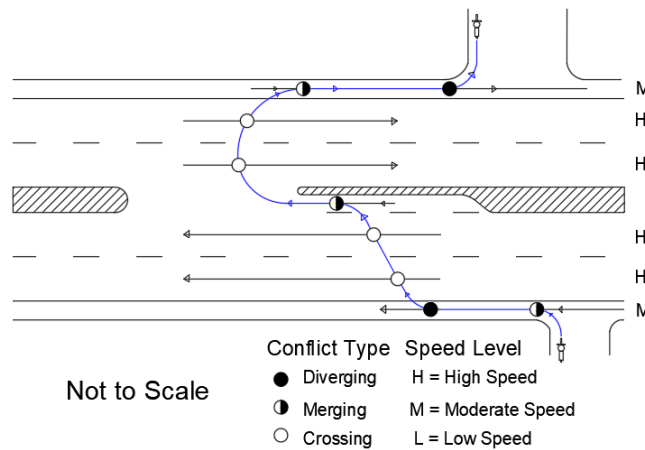 M
H
H
H
H
M
Conflict Type Speed Level
Diverging H = High Speed
Not to Scale
Merging M = Moderate Speed
Crossing L = Low Speed